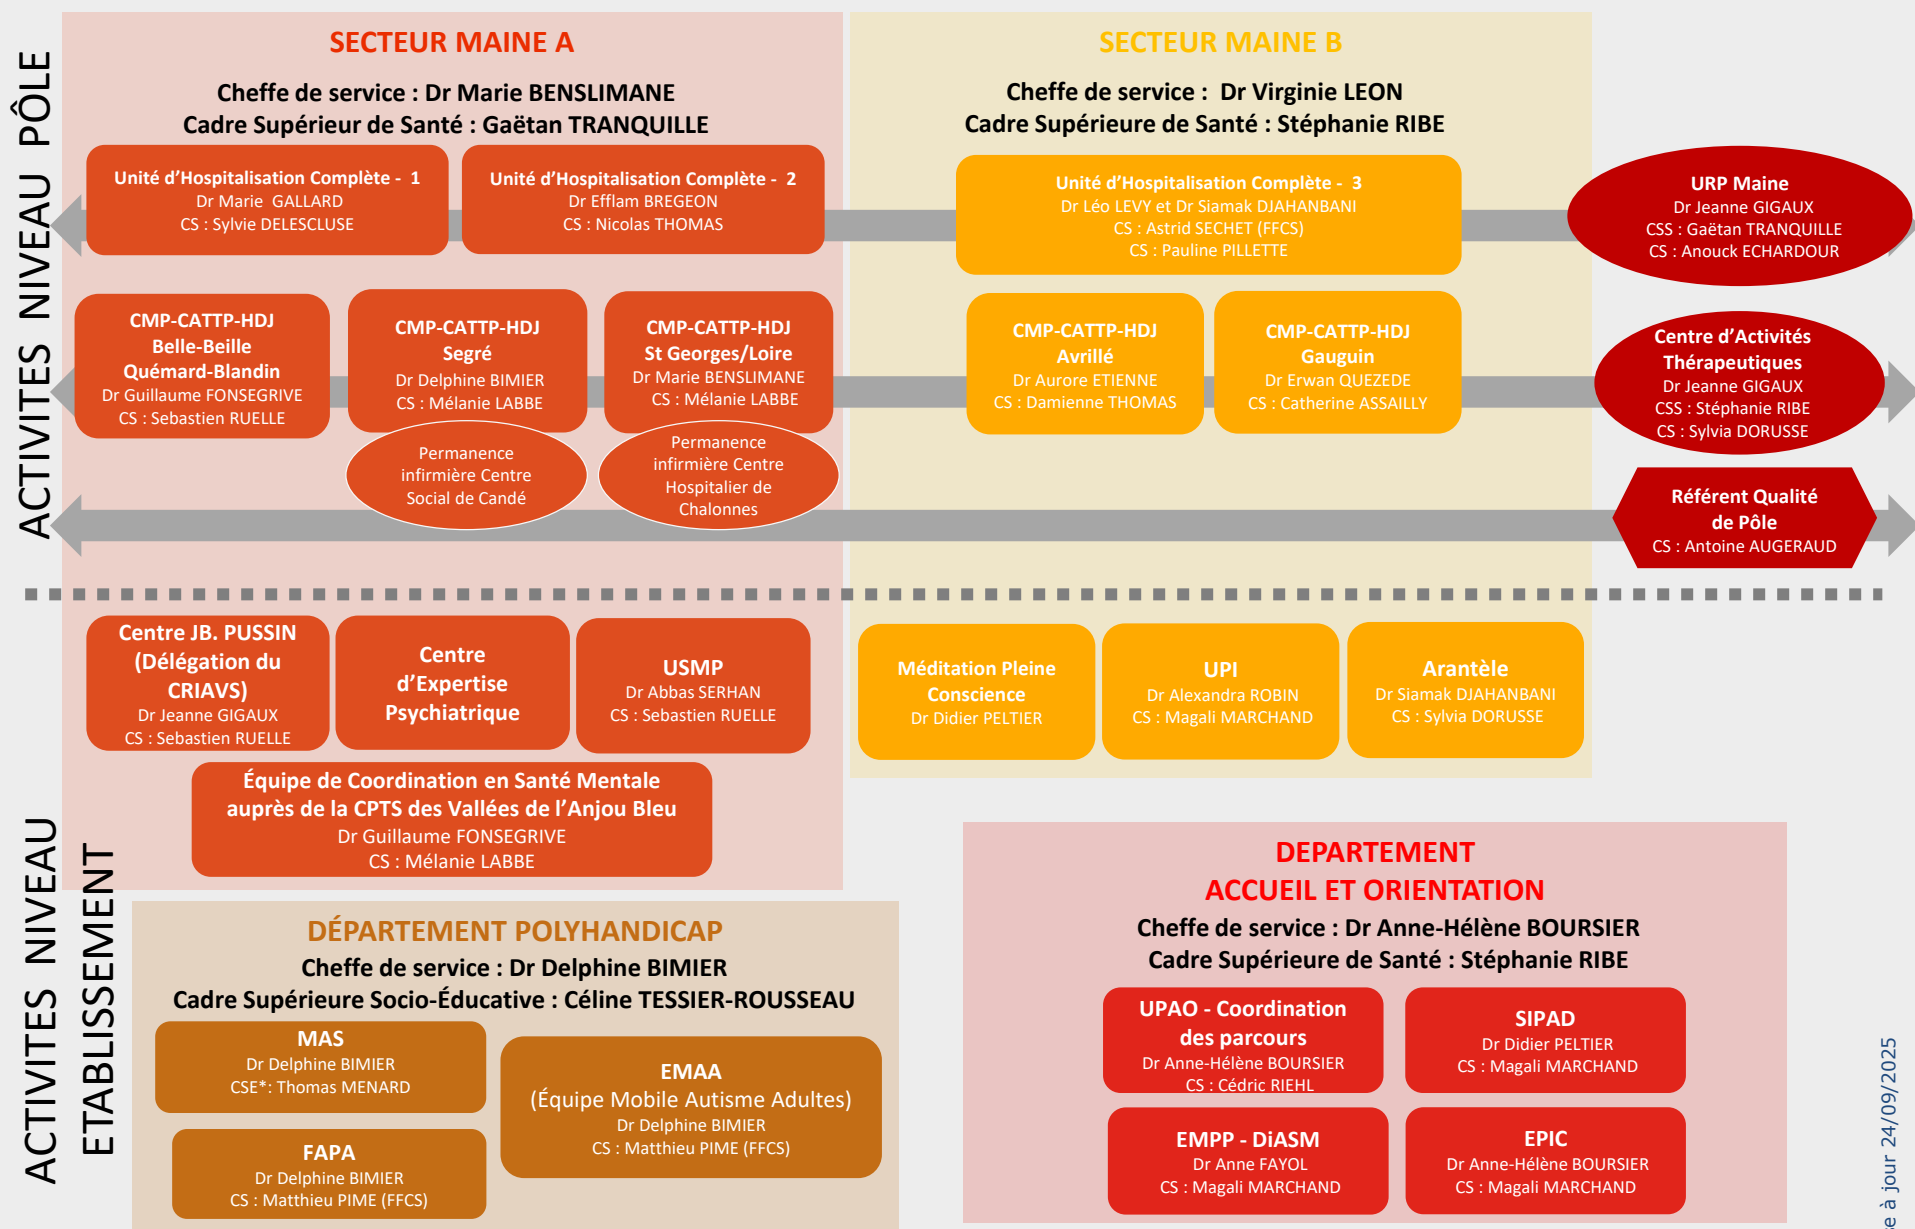 ACTIVITES NIVEAU PÔLE
SECTEUR MAINE A
Cheffe de service : Dr Marie BENSLIMANE
Cadre Supérieur de Santé : Gaëtan TRANQUILLE
Unité d'Hospitalisation Complète - 1
Dr Marie GALLARD
CS : Sylvie DELESCLUSE
Unité d'Hospitalisation Complète - 2
Dr Efflam BREGEON
CS : Nicolas THOMAS
CMP-CATTP-HDJ
Belle-Beille
Quémard-Blandin
Dr Guillaume FONSEGRIVE
CS : Sebastien RUELLE
CMP-CATTP-HDJ
Segré
Dr Delphine BIMIER
CS : Mélanie LABBE
CMP-CATTP-HDJ
St Georges/Loire
Dr Marie BENSLIMANE
CS : Mélanie LABBE
Permanence
infirmière Centre
Social de Candé
Permanence
infirmière Centre
Hospitalier de
Chalonnes
SECTEUR MAINE B
Cheffe de service : Dr Virginie LEON
Cadre Supérieure de Santé : Stéphanie RIBE
Unité d'Hospitalisation Complète - 3
Dr Léo LEVY et Dr Siamak DJAHANBANI
CS : Astrid SECHET (FFCS)
CS : Pauline PILLETTE
CMP-CATTP-HDJ
Avrillé
Dr Aurore ETIENNE
CS : Damienne THOMAS
CMP-CATTP-HDJ
Gauguin
Dr Erwan QUEZEDE
CS : Catherine ASSAILLY
URP Maine
Dr Jeanne GIGAUX
CSS : Gaëtan TRANQUILLE
CS : Anouck ECHARDOUR
Centre d'Activités
Thérapeutiques
Dr Jeanne GIGAUX
CSS : Stéphanie RIBE
CS : Sylvia DORUSSE
Référent Qualité
de Pôle
CS : Antoine AUGERAUD
ACTIVITES NIVEAU
ETABLISSEMENT
Centre JB. PUSSIN
(Délégation du
CRIAVS)
Dr Jeanne GIGAUX
CS : Sebastien RUELLE
Centre
d'Expertise
Psychiatrique
USMP
Dr Abbas SERHAN
CS : Sebastien RUELLE
Équipe de Coordination en Santé Mentale
auprès de la CPTS des Vallées de l'Anjou Bleu
Dr Guillaume FONSEGRIVE
CS : Mélanie LABBE
Méditation Pleine
Conscience
Dr Didier PELTIER
UPI
Dr Alexandra ROBIN
CS : Magali MARCHAND
Arantèle
Dr Siamak DJAHANBANI
CS : Sylvia DORUSSE
DÉPARTEMENT POLYHANDICAP
Cheffe de service : Dr Delphine BIMIER
Cadre Supérieure Socio-Éducative : Céline TESSIER-ROUSSEAU
MAS
Dr Delphine BIMIER
CSE*: Thomas MENARD
FAPA
Dr Delphine BIMIER
CS : Matthieu PIME (FFCS)
EMAA
(Équipe Mobile Autisme Adultes)
Dr Delphine BIMIER
CS : Matthieu PIME (FFCS)
DEPARTEMENT
ACCUEIL ET ORIENTATION
Cheffe de service : Dr Anne-Hélène BOURSIER
Cadre Supérieure de Santé : Stéphanie RIBE
UPAO - Coordination
des parcours
Dr Anne-Hélène BOURSIER
CS : Cédric RIEHL
SIPAD
Dr Didier PELTIER
CS : Magali MARCHAND
EMPP - DiASM
Dr Anne FAYOL
CS : Magali MARCHAND
EPIC
Dr Anne-Hélène BOURSIER
CS : Magali MARCHAND
à jour 24/09/2025